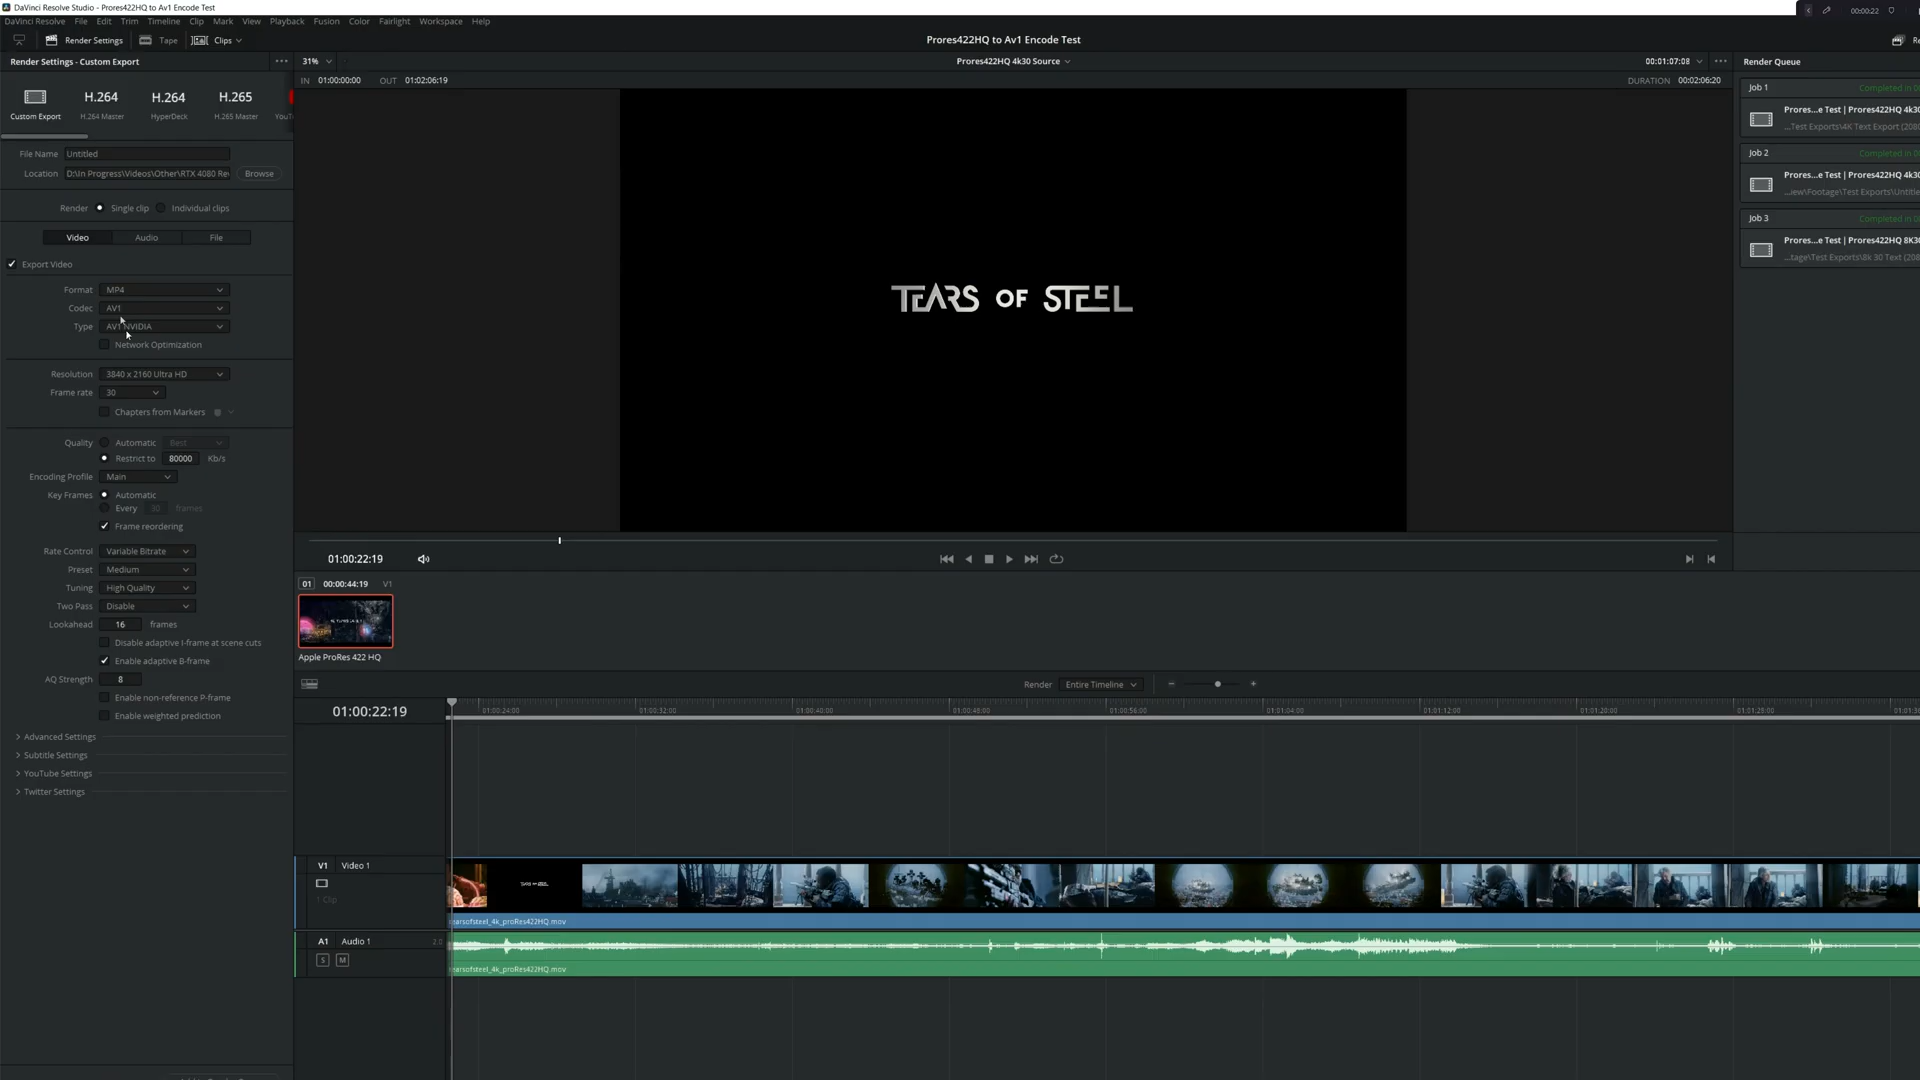 DaVinci Resolve Studio - Prores422HQ to Av1 Encode Test
00:00:22
DaVinci Resolve File Edit Trim Timeline Clip Mark View Playback Fusion Color Fairlight Workspace Help
Render Settings Tape Clips
Prores422HQ to Av1 Encode Test
Render Settings - Custom Export
31%
Prores422HQ 4k30 Source
00:01:07:08
Render Queue
IN 01:00:00:00 OUT 01:02:06:19
DURATION 00:02:06:20
H.264 H.264 H.265
Custom Export H.264 Master HyperDeck H.265 Master
Job 1 Completed in
Prores...e Test | Prores422HQ 4k30
...Test Exports\4K Text Export (2080
Job 2 Completed in
Prores...e Test | Prores422HQ 4k30
...iew\Footage\Test Exports\Untitle
Job 3 Completed in
Prores...e Test | Prores422HQ 8K30
...tage\Test Exports\8k 30 Text (208
File Name Untitled
Location D:\In Progress\Videos\Other\RTX 4080 Rev Browse
Render Single clip Individual clips
Video Audio File
Export Video
Format MP4
Codec AV1
Type AV1 NVIDIA
Network Optimization
Resolution 3840 x 2160 Ultra HD
Frame rate 30
Chapters from Markers
Quality Automatic Best
Restrict to 80000 Kb/s
Encoding Profile Main
Key Frames Automatic
Every 30 frames
Frame reordering
Rate Control Variable Bitrate
Preset Medium
Tuning High Quality
Two Pass Disable
Lookahead 16 frames
Disable adaptive I-frame at scene cuts
Enable adaptive B-frame
AQ Strength 8
Enable non-reference P-frame
Enable weighted prediction
Advanced Settings
Subtitle Settings
YouTube Settings
Twitter Settings
TEARS OF STEEL
01:00:22:19
01 00:00:44:19 V1
Apple ProRes 422 HQ
Render Entire Timeline
01:00:22:19
01:00:24:00 01:00:32:00 01:00:40:00 01:00:48:00 01:00:56:00 01:01:04:00 01:01:12:00 01:01:20:00 01:01:28:00
V1 Video 1
1 Clip
earsofsteel_4k_proRes422HQ.mov
A1 Audio 1 2.0
S M
earsofsteel_4k_proRes422HQ.mov